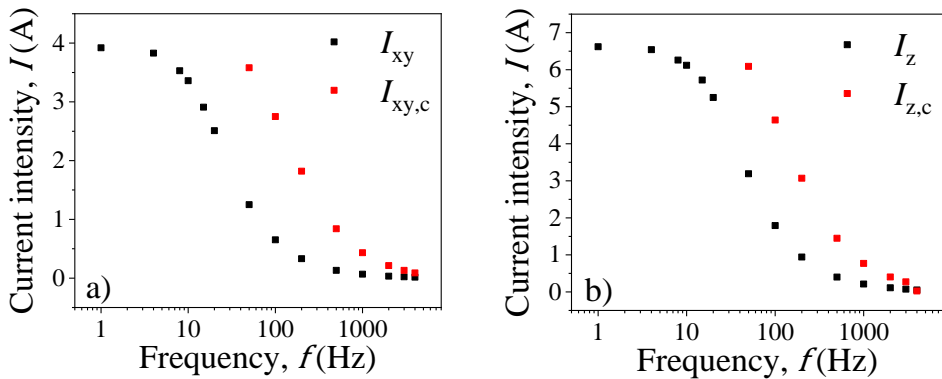 Current intensity, I (A)
4
3
2
1
0
I_xy
I_xy,c
a)
1 10 100 1000
Frequency, f (Hz)
Current intensity, I (A)
7
6
5
4
3
2
1
0
I_z
I_z,c
b)
1 10 100 1000
Frequency, f (Hz)